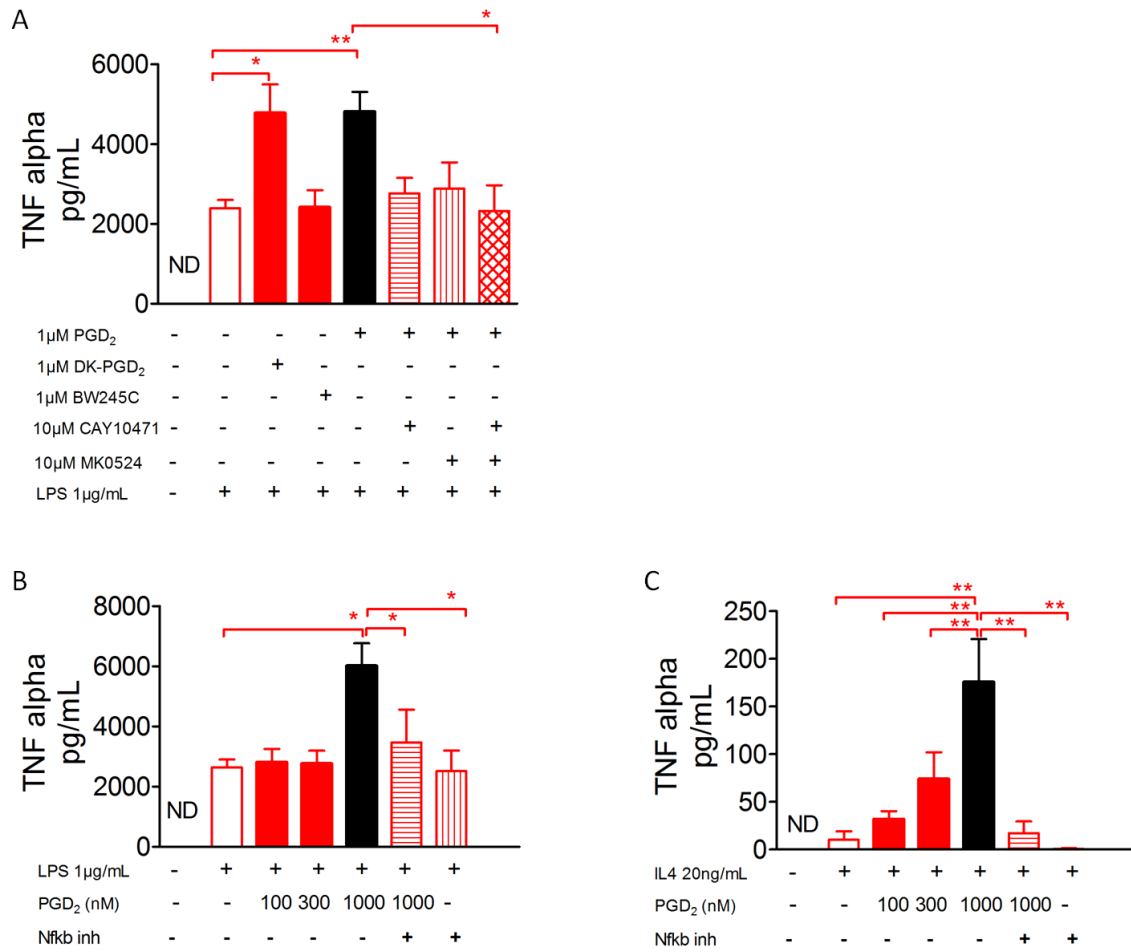 A
TNF alpha
pg/mL
6000
4000
2000
0
*
**
*
ND
1µM PGD₂ - - - - + + + +
1µM DK-PGD₂ - - + - - - - -
1µM BW245C - - - + - - - -
10µM CAY10471 - - - - - + - +
10µM MK0524 - - - - - - + +
LPS 1µg/mL - + + + + + + +
B
TNF alpha
pg/mL
8000
6000
4000
2000
0
*
*
*
ND
LPS 1µg/mL - + + + + + +
PGD₂ (nM) - - 100 300 1000 1000 -
Nfkb inh - - - - - + +
C
TNF alpha
pg/mL
250
200
150
100
50
0
**
**
**
**
**
ND
IL4 20ng/mL - + + + + + +
PGD₂ (nM) - - 100 300 1000 1000 -
Nfkb inh - - - - - + +